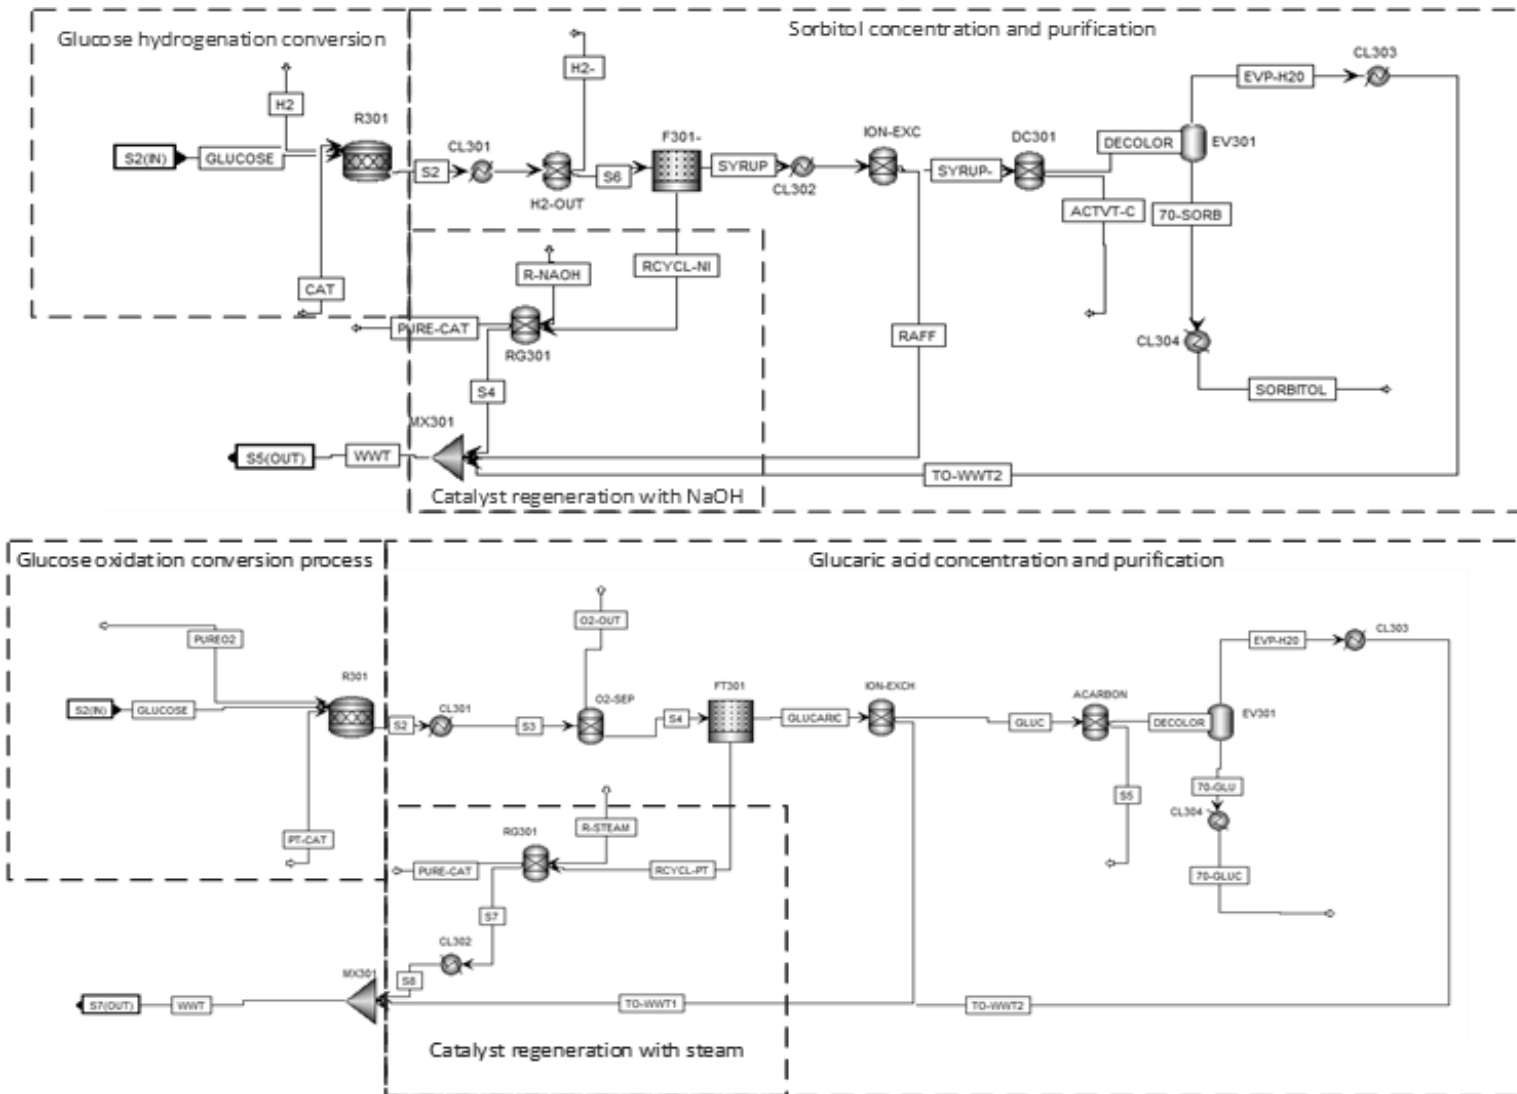 Glucose hydrogenation conversion
Sorbitol concentration and purification
H2
R301
S2(IN)
GLUCOSE
CAT
S2
CL301
H2-
H2-OUT
S6
F301-
SYRUP
CL302
ION-EXC
SYRUP-
DC301
DECOLOR
EVP-H20
CL303
EV301
ACTVT-C
70-SORB
CL304
SORBITOL
R-NAOH
RCYCL-NI
PURE-CAT
RG301
RAFF
S4
MX301
S5(OUT)
WWT
TO-WWT2
Catalyst regeneration with NaOH
Glucose oxidation conversion process
Glucaric acid concentration and purification
PUREO2
R301
S2(IN)
GLUCOSE
PT-CAT
S2
CL301
S3
O2-OUT
O2-SEP
S4
FT301
GLUCARIC
ION-EXCH
GLUC
ACARBON
DECOLOR
EVP-H20
CL303
EV301
S5
70-GLU
CL304
70-GLUC
R-STEAM
RG301
PURE-CAT
RCYCL-PT
S7
CL302
S8
MX301
S7(OUT)
WWT
TO-WWT1
TO-WWT2
Catalyst regeneration with steam